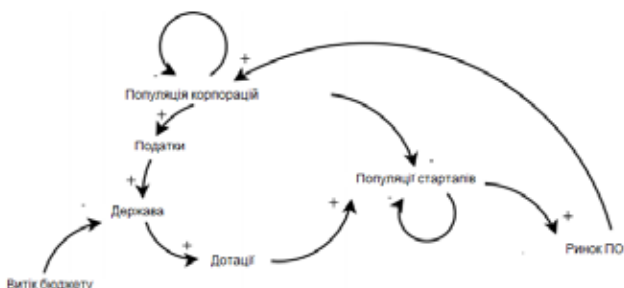 +
-
Популяція корпорацій
+
Податки
+
-
Популяції стартапів
-
Держава
+
-
+
+
Дотації
Ринок ПО
Витік бюджету